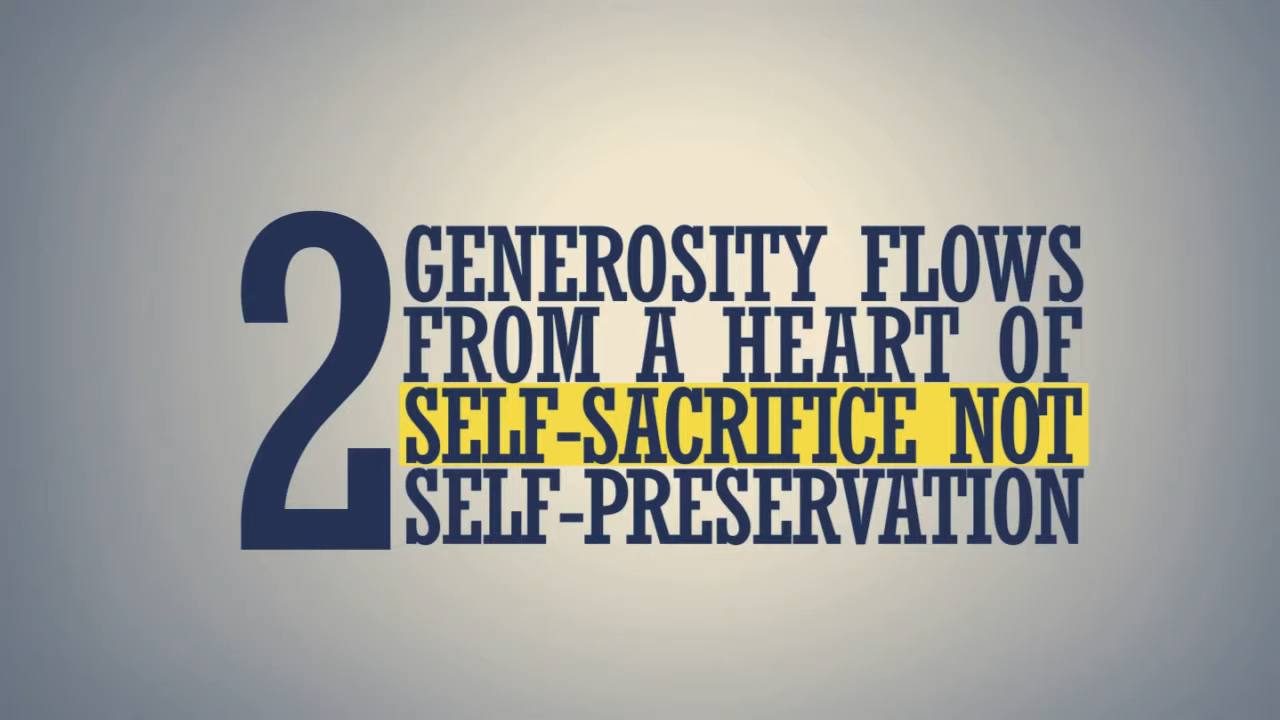 2
GENEROSITY FLOWS
FROM A HEART OF
SELF-SACRIFICE NOT
SELF-PRESERVATION